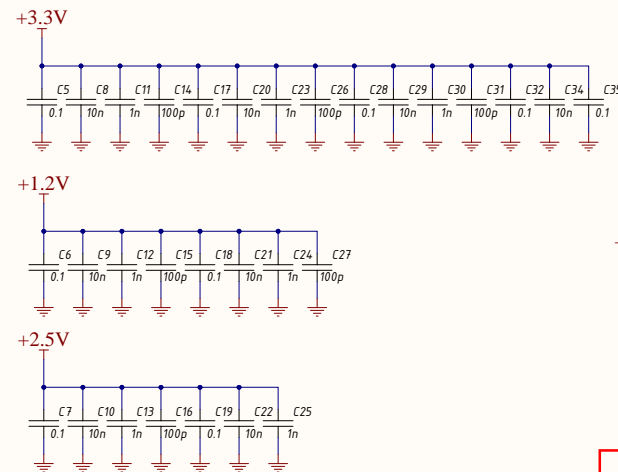 +3.3V
C5 C8 C11 C14 C17 C20 C23 C26 C28 C29 C30 C31 C32 C34 C35
0.1 10n 1n 100p 0.1 10n 1n 100p 0.1 10n 1n 100p 0.1 10n 0.1
+1.2V
C6 C9 C12 C15 C18 C21 C24 C27
0.1 10n 1n 100p 0.1 10n 1n 100p
+2.5V
C7 C10 C13 C16 C19 C22 C25
0.1 10n 1n 100p 0.1 10n 1n